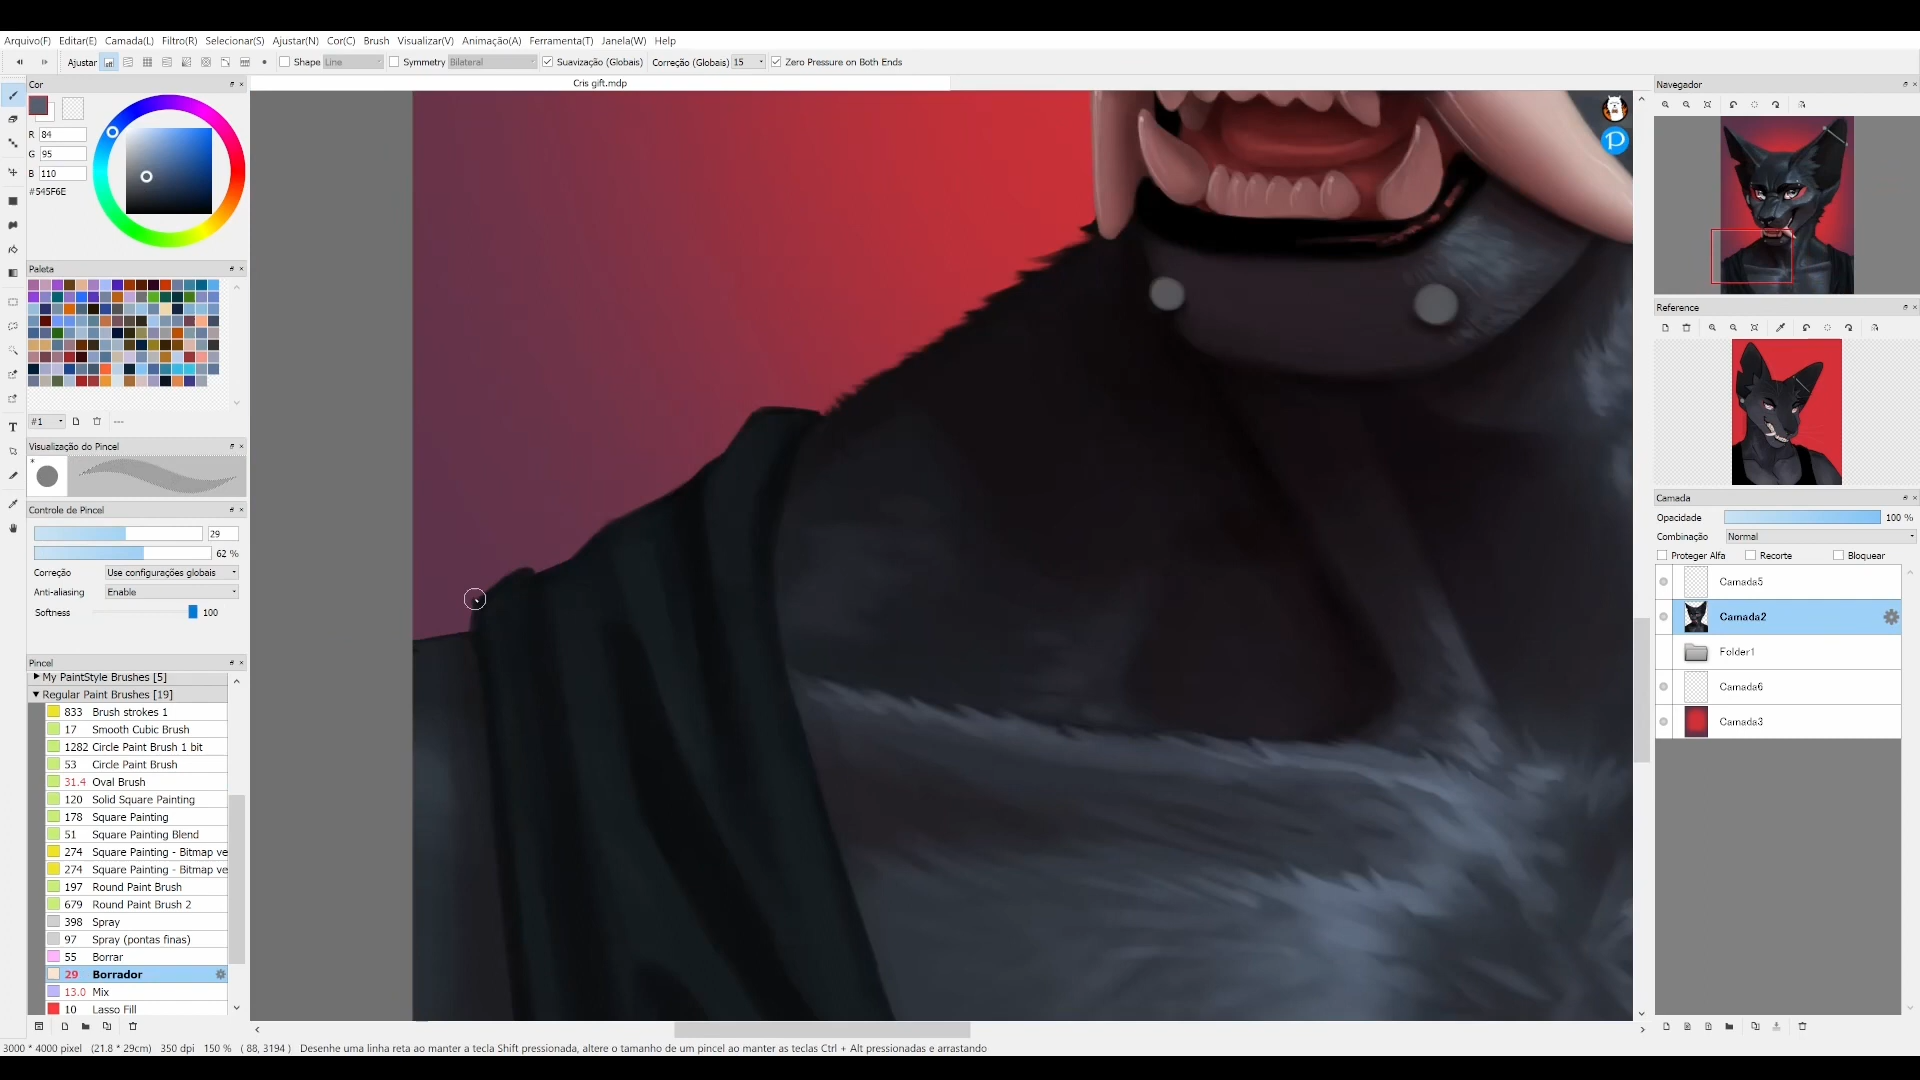 Arquivo(F) Editar(E) Camada(L) Filtro(R) Selecionar(S) Ajustar(N) Cor(C) Brush Visualizar(V) Animação(A) Ferramenta(T) Janela(W) Help
Ajustar Shape Line Symmetry Bilateral Suavização (Globais) Correção (Globais) 15 Zero Pressure on Both Ends
Cor
Cris gift.mdp
Navegador
R 84
G 95
B 110
#545F6E
Paleta
#1
---
Visualização do Pincel
*
Controle de Pincel
29
62 %
Correção Use configurações globais
Anti-aliasing Enable
Softness 100
Pincel
My PaintStyle Brushes [5]
Regular Paint Brushes [19]
833 Brush strokes 1
17 Smooth Cubic Brush
1282 Circle Paint Brush 1 bit
53 Circle Paint Brush
31.4 Oval Brush
120 Solid Square Painting
178 Square Painting
51 Square Painting Blend
274 Square Painting - Bitmap ve
274 Square Painting - Bitmap ve
197 Round Paint Brush
679 Round Paint Brush 2
398 Spray
97 Spray (pontas finas)
55 Borrar
29 Borrador
13.0 Mix
10 Lasso Fill
Reference
Camada
Opacidade 100 %
Combinação Normal
Proteger Alfa Recorte Bloquear
Camada5
Camada2
Folder1
Camada6
Camada3
3000 * 4000 pixel (21.8 * 29cm) 350 dpi 150 % ( 88, 3194 ) Desenhe uma linha reta ao manter a tecla Shift pressionada, altere o tamanho de um pincel ao manter as teclas Ctrl + Alt pressionadas e arrastando